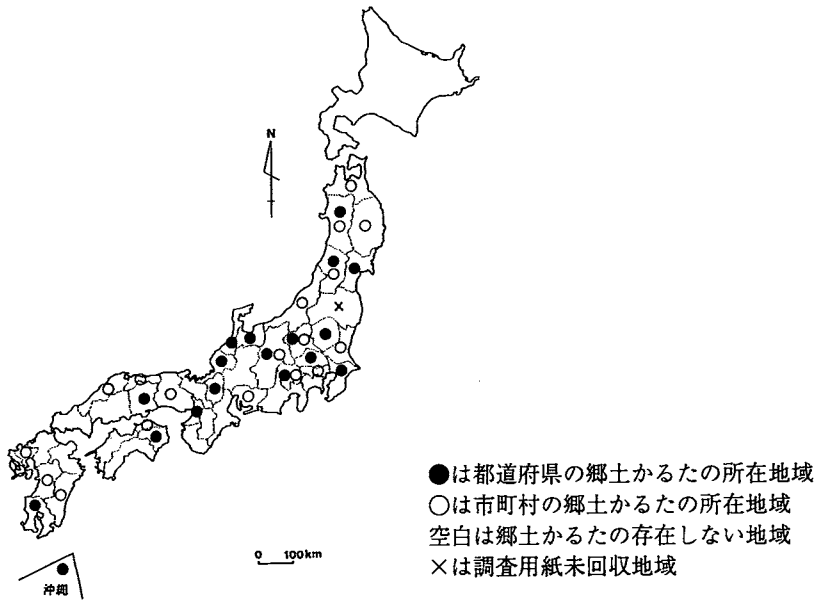 N
×
0 100km
沖縄
●は都道府県の郷土かるたの所在地域
○は市町村の郷土かるたの所在地域
空白は郷土かるたの存在しない地域
×は調査用紙未回収地域